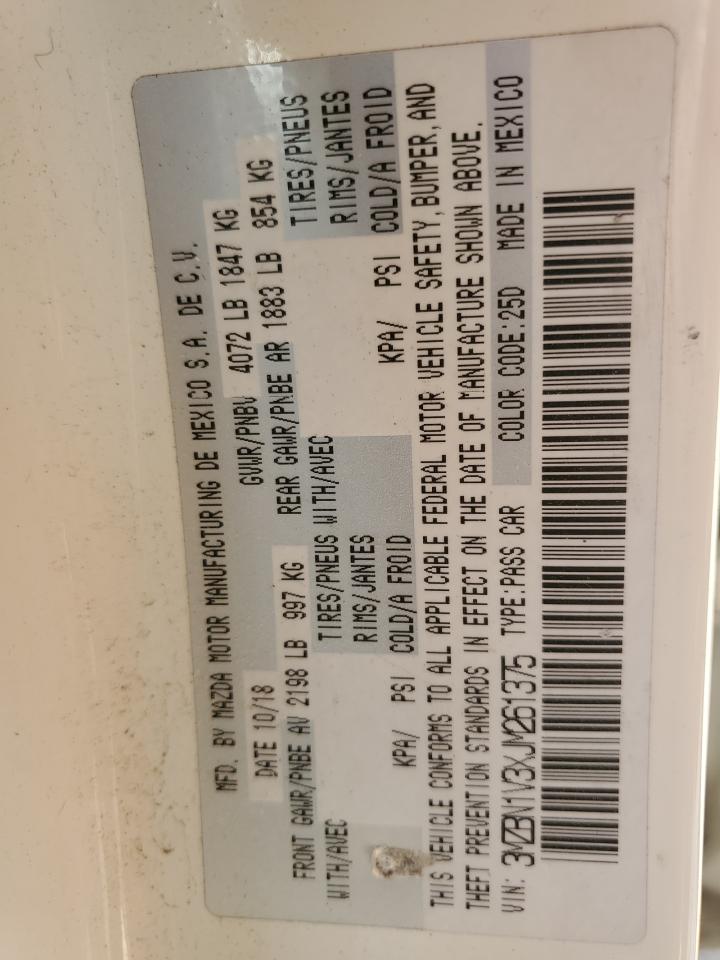 MFD. BY MAZDA MOTOR MANUFACTURING DE MEXICO S.A. DE C.V.
DATE 10/18 GVWR/PNBV 4072 LB 1847 KG
FRONT GAWR/PNBE AV 2198 LB 997 KG REAR GAWR/PNBE AR 1883 LB 854 KG
WITH/AVEC TIRES/PNEUS WITH/AVEC TIRES/PNEUS
RIMS/JANTES RIMS/JANTES
KPA/ PSI COLD/A FROID KPA/ PSI COLD/A FROID
THIS VEHICLE CONFORMS TO ALL APPLICABLE FEDERAL MOTOR VEHICLE SAFETY, BUMPER, AND
THEFT PREVENTION STANDARDS IN EFFECT ON THE DATE OF MANUFACTURE SHOWN ABOVE.
VIN: 3MZBN1V3XJM261375 TYPE:PASS CAR COLOR CODE:25D MADE IN MEXICO